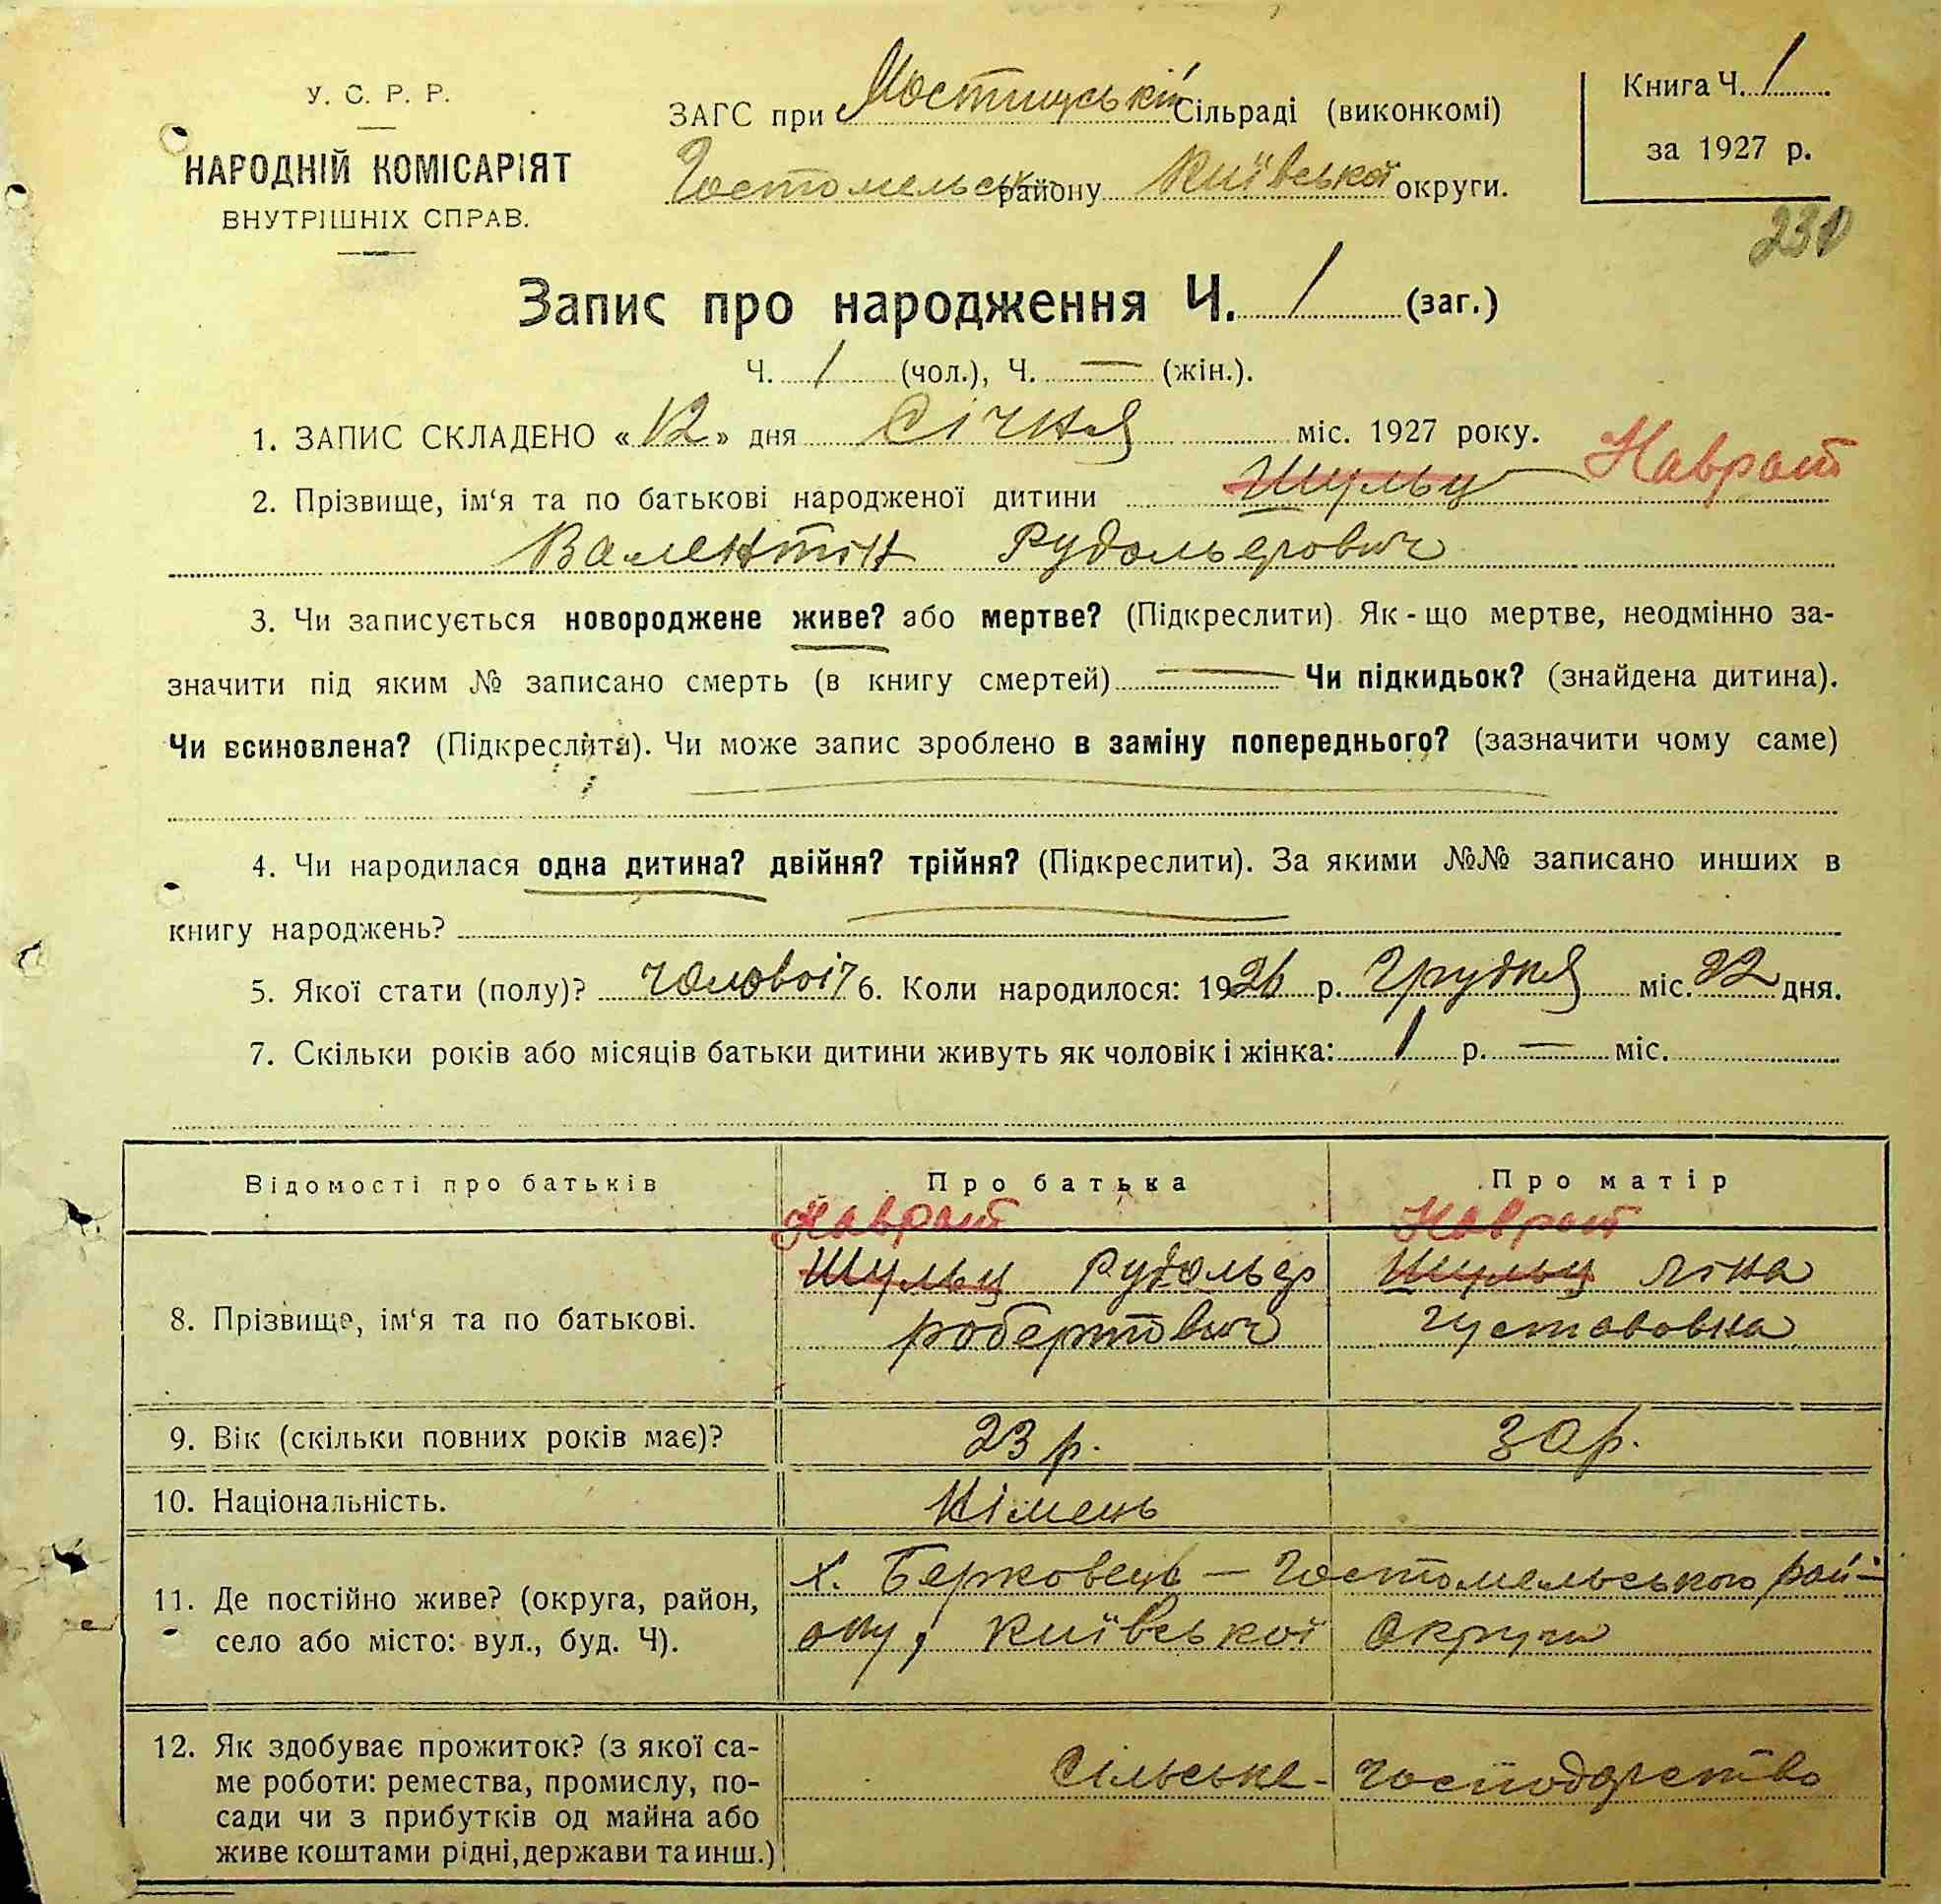 У. С. Р. Р.
НАРОДНІЙ КОМІСАРІЯТ
ВНУТРІШНІХ СПРАВ.
ЗАГС при Мостицькій Сільраді (виконкомі)
Гостомельськ району Київської округи.
Книга Ч. 1
за 1927 р.
230
Запис про народження Ч. 1 (заг.)
Ч. 1 (чол.), Ч. — (жін.).
1. ЗАПИС СКЛАДЕНО «12» дня Січня міс. 1927 року.
2. Прізвище, ім‘я та по батькові народженої дитини Шульц Наврот
Валентін Рудольфович
3. Чи записується новороджене живе? або мертве? (Підкреслити). Як - що мертве, неодмінно за-
значити під яким № записано смерть (в книгу смертей) — Чи підкидьок? (знайдена дитина).
Чи всиновлена? (Підкреслита). Чи може запис зроблено в заміну попереднього? (зазначити чому саме)
4. Чи народилася одна дитина? двійня? трійня? (Підкреслити). За якими №№ записано инших в
книгу народжень?
5. Якої стати (полу)? чоловічоі 6. Коли народилося: 1926 р. Грудня міс. 22 дня.
7. Скільки років або місяців батьки дитини живуть як чоловік і жінка: 1 р. — міс.
Відомості про батьків Про батька Про матір
Наврот Наврот
8. Прізвище, ім‘я та по батькові. Шульц Рудольф Шульц Ліна
робертович густавовна
9. Вік (скільки повних років має)? 23 р. 30 р.
10. Національність. Німець
11. Де постійно живе? (округа, район, х. Берковець — Гостомельського рай-
село або місто: вул., буд. Ч). ону, Київської округи
12. Як здобуває прожиток? (з якої са-
ме роботи: ремества, промислу, по- Сільське- господарство
сади чи з прибутків од майна або
живе коштами рідні, держави та инш.)